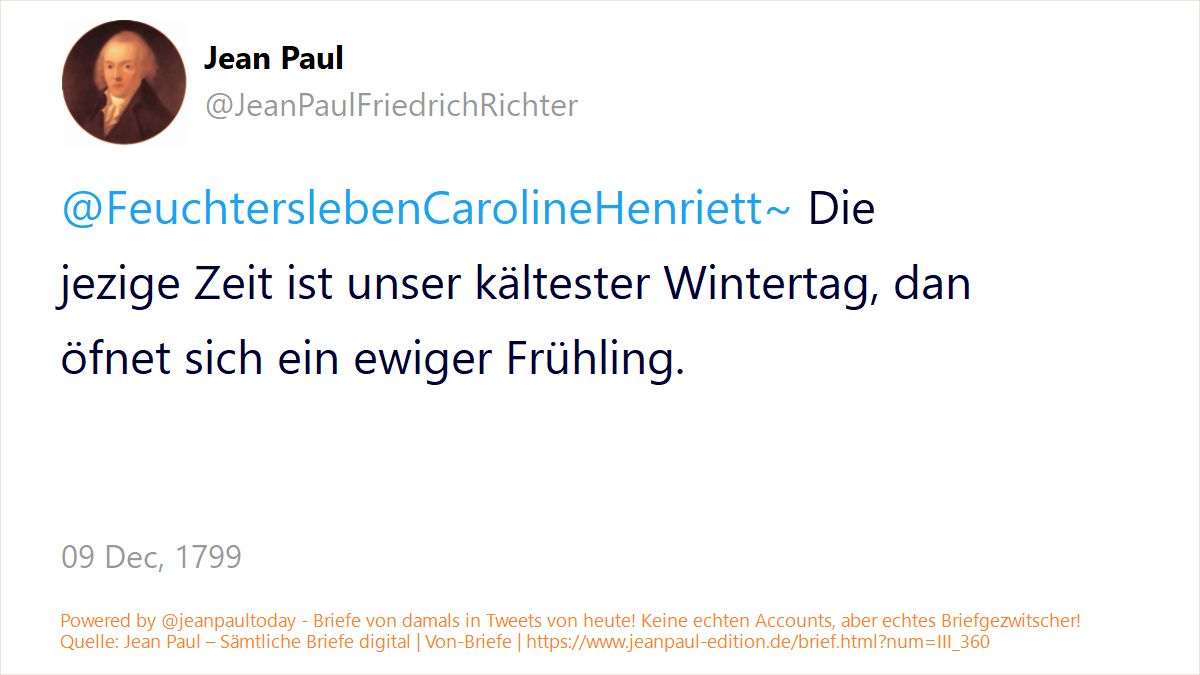 Jean Paul
@JeanPaulFriedrichRichter
@FeuchterslebenCarolineHenriett~ Die
jezige Zeit ist unser kältester Wintertag, dan
öfnet sich ein ewiger Frühling.
09 Dec, 1799
Powered by @jeanpaultoday - Briefe von damals in Tweets von heute! Keine echten Accounts, aber echtes Briefgezwitscher!
Quelle: Jean Paul – Sämtliche Briefe digital | Von-Briefe | https://www.jeanpaul-edition.de/brief.html?num=III_360